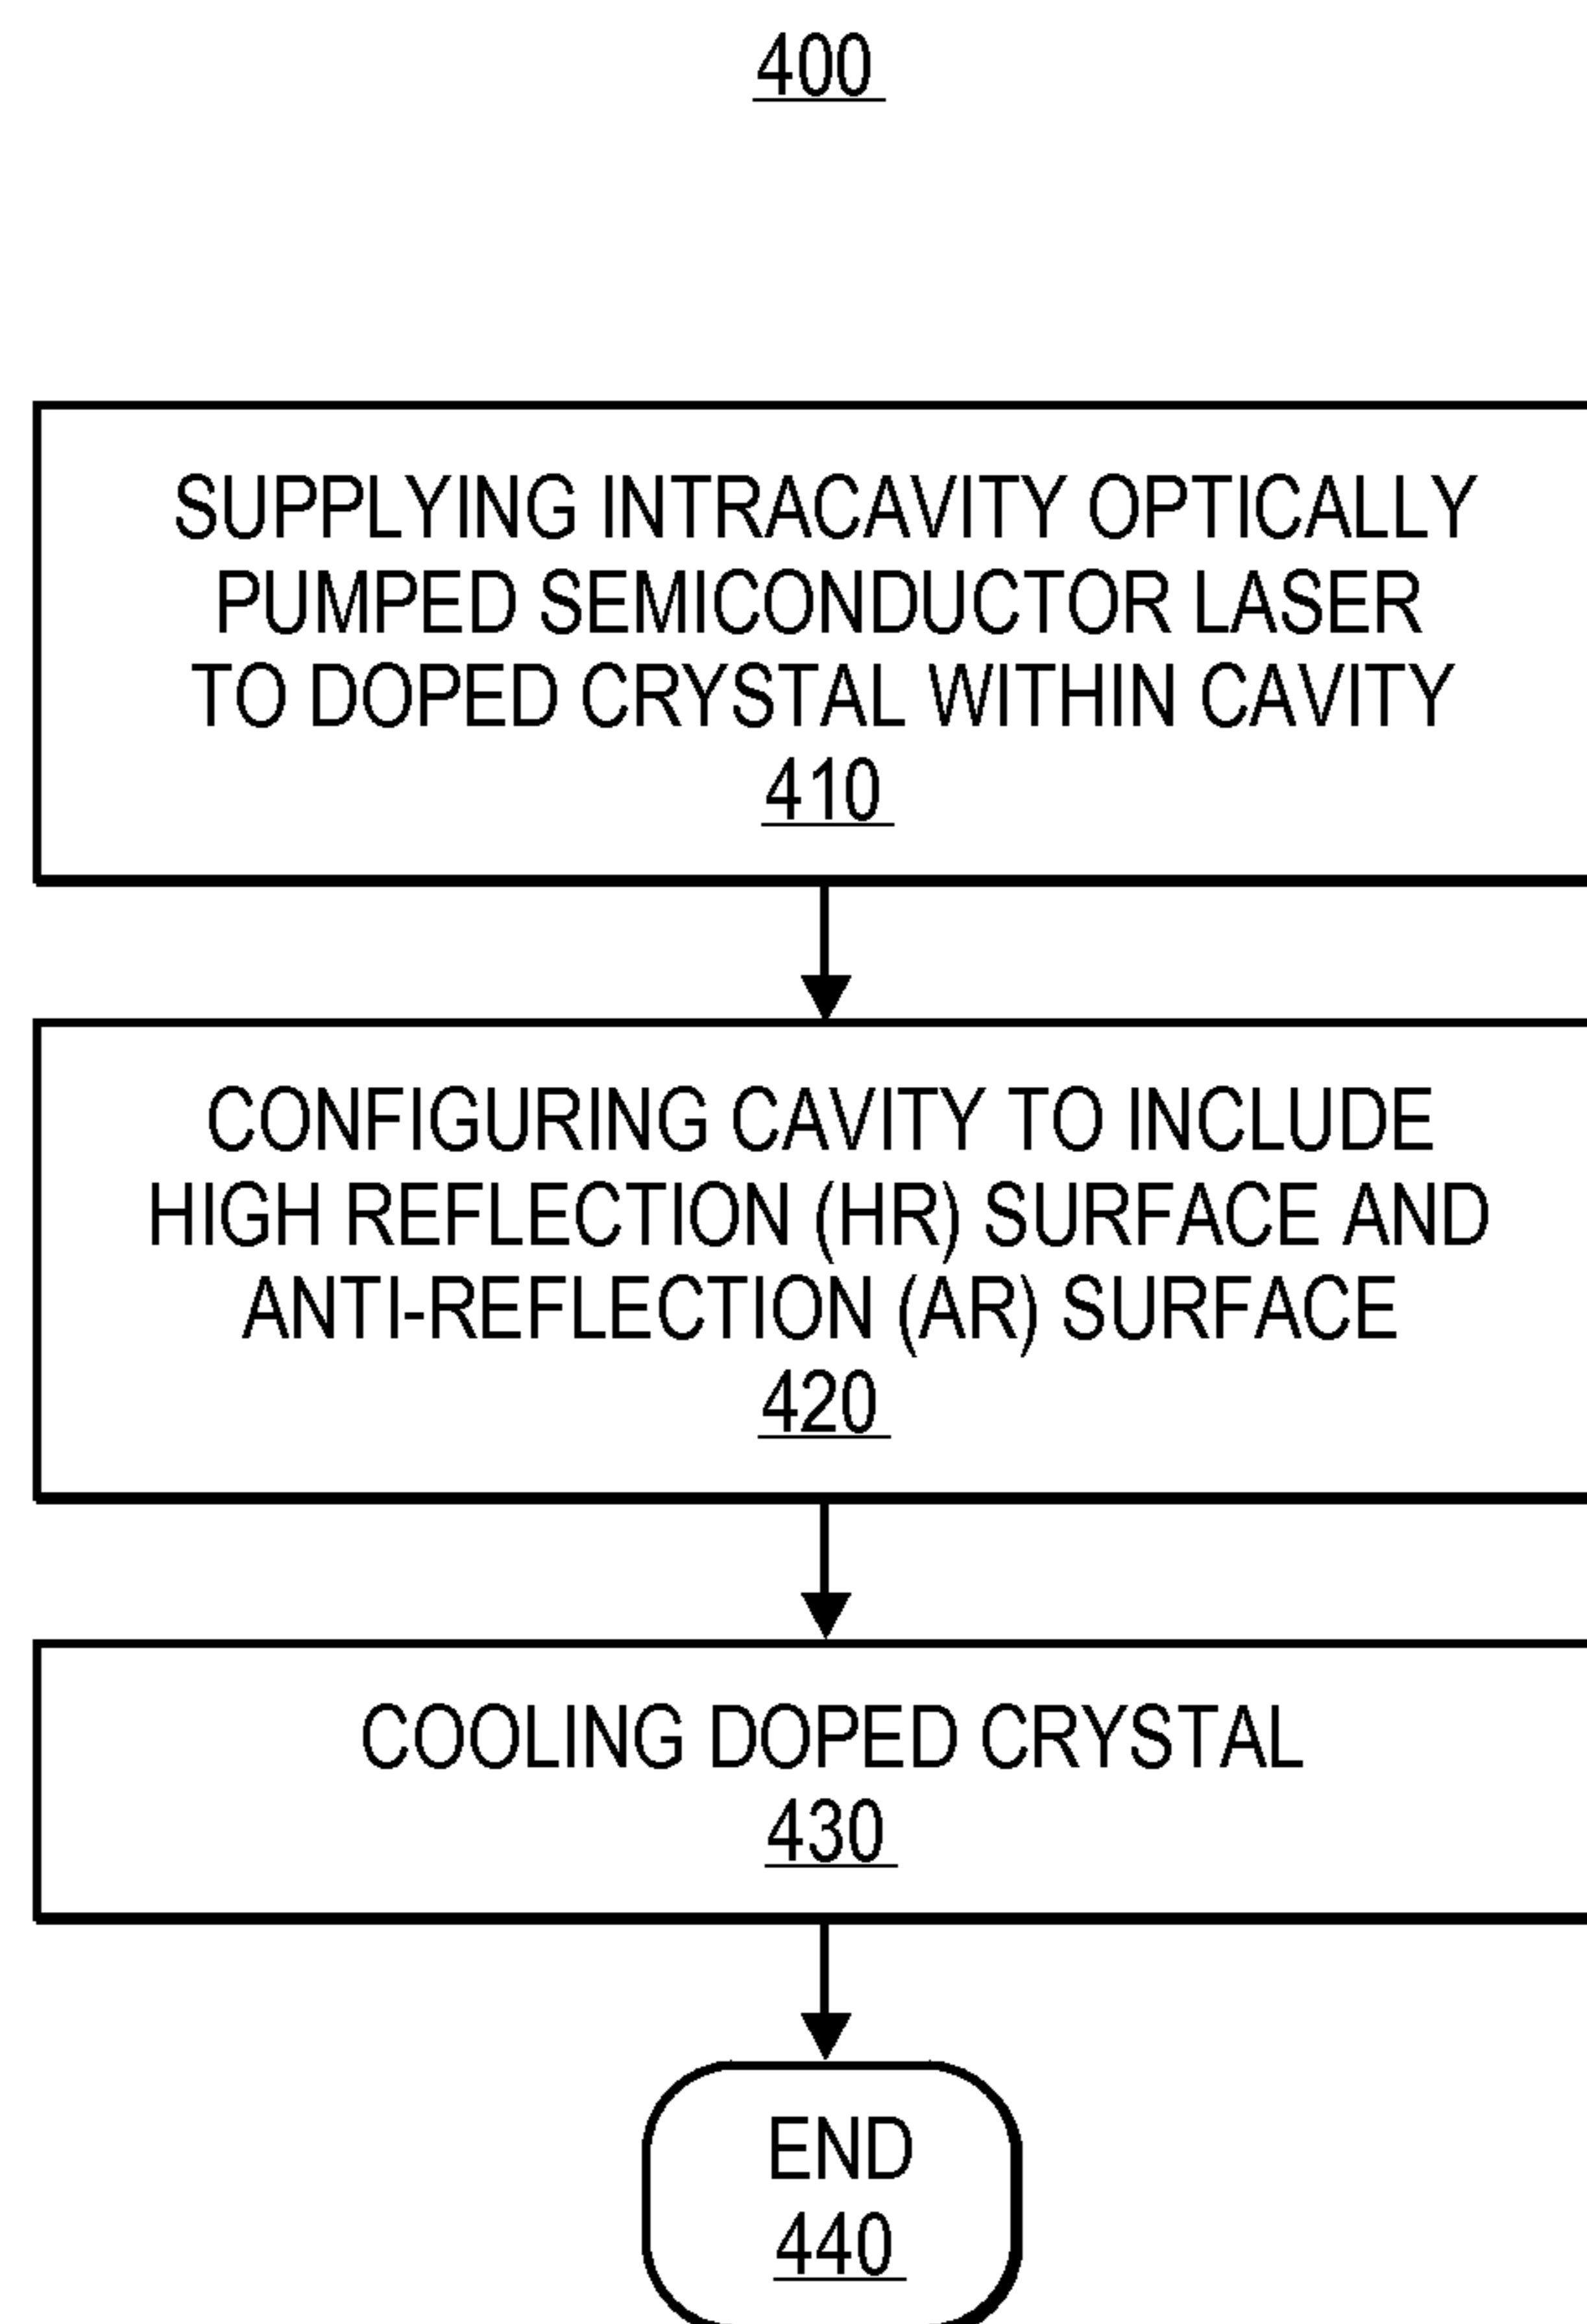 400
SUPPLYING INTRACAVITY OPTICALLY
PUMPED SEMICONDUCTOR LASER
TO DOPED CRYSTAL WITHIN CAVITY
410
CONFIGURING CAVITY TO INCLUDE
HIGH REFLECTION (HR) SURFACE AND
ANTI-REFLECTION (AR) SURFACE
420
COOLING DOPED CRYSTAL
430
END
440